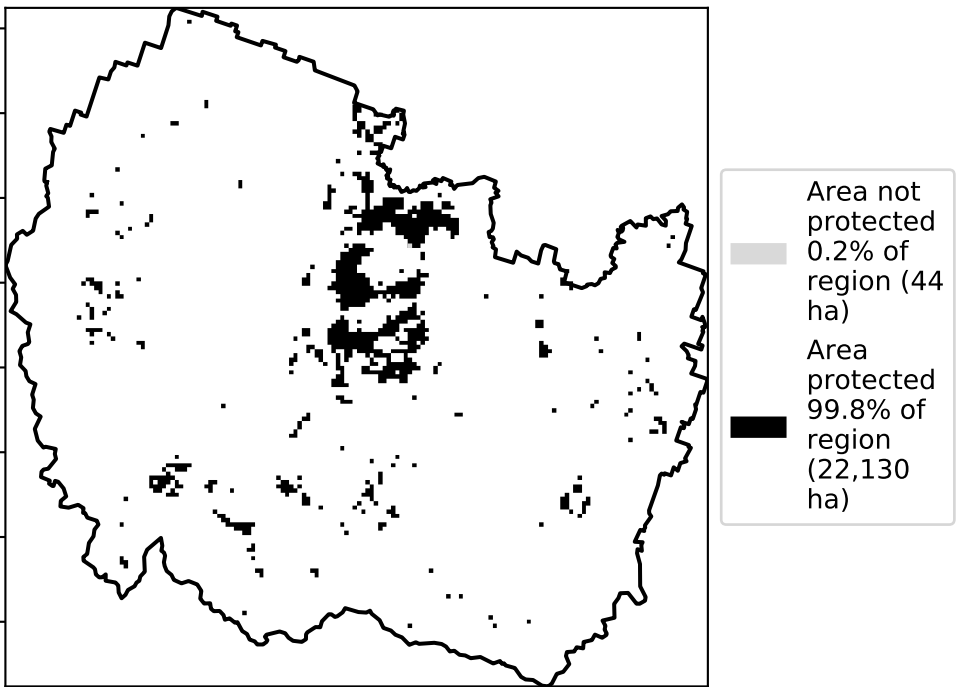 Area not
protected
0.2% of
region (44
ha)
Area
protected
99.8% of
region
(22,130
ha)